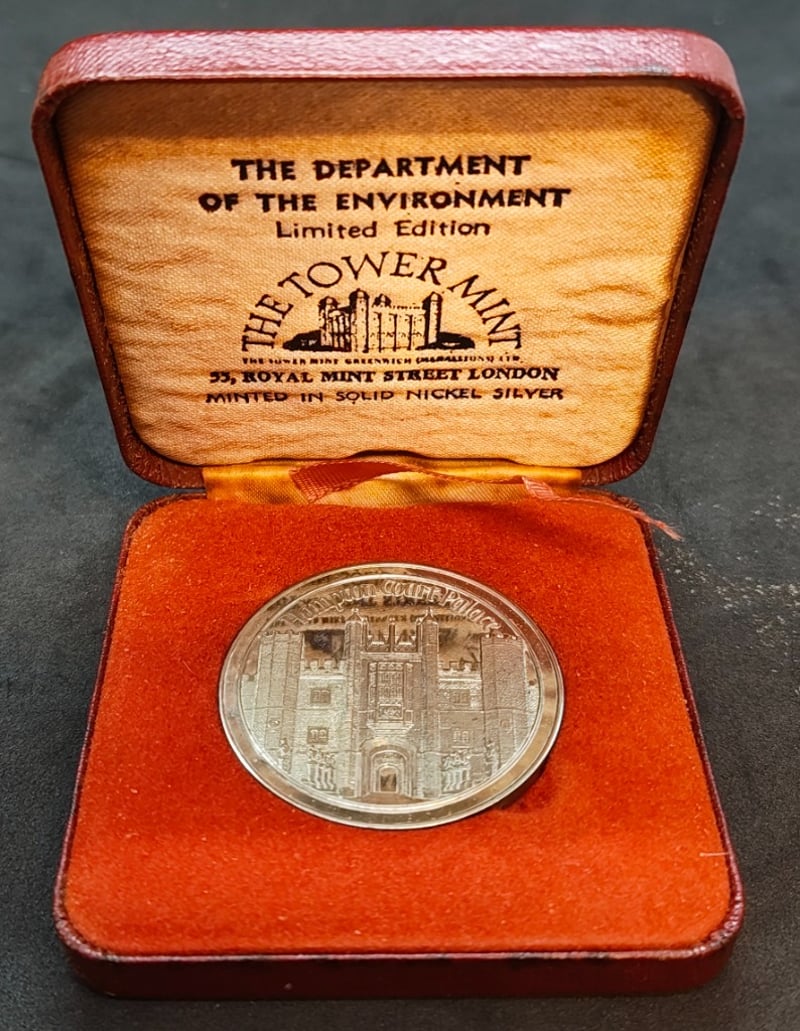 THE DEPARTMENT
OF THE ENVIRONMENT
Limited Edition
THE TOWER MINT
THE TOWER MINT GREENWICH (MEDALLIONS) LTD.
55, ROYAL MINT STREET LONDON
MINTED IN SOLID NICKEL SILVER
Hampton Court Palace